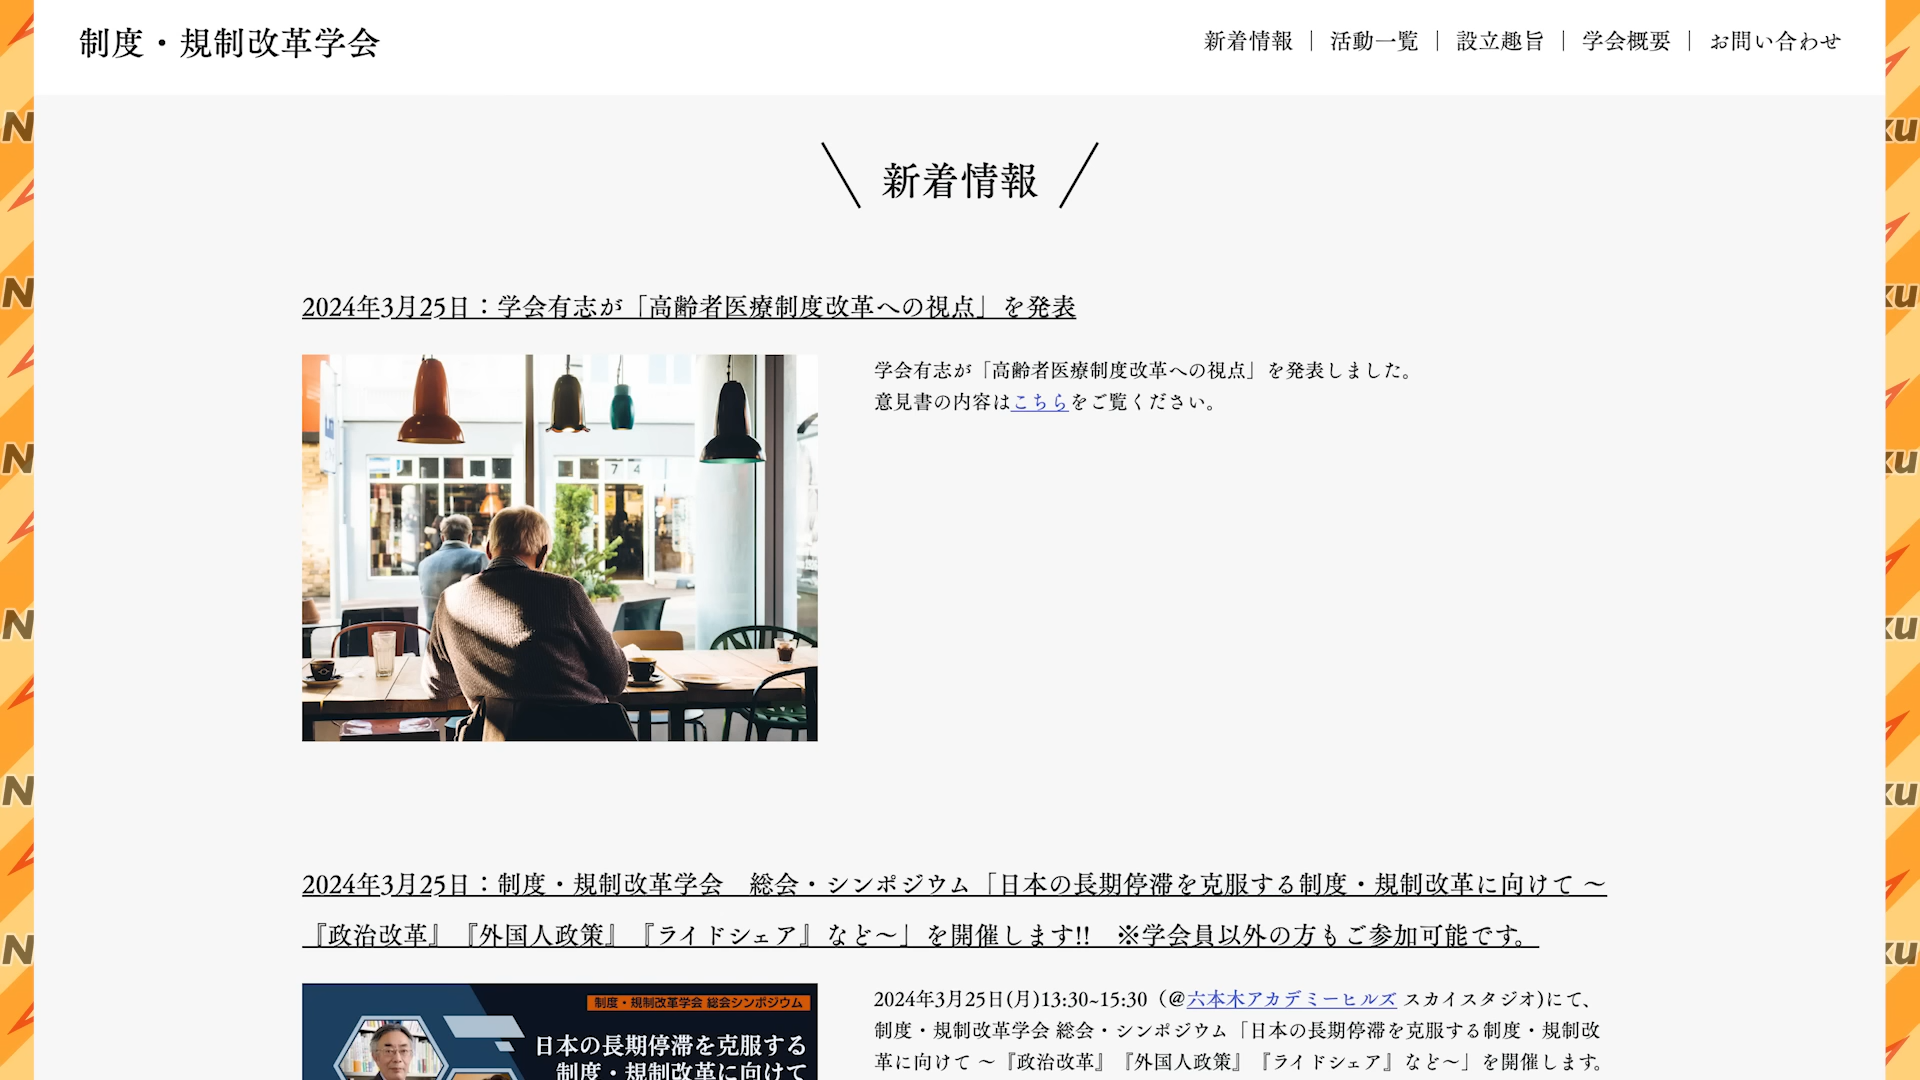 制度・規制改革学会
新着情報 | 活動一覧 | 設立趣旨 | 学会概要 | お問い合わせ
新着情報
2024年3月25日：学会有志が「高齢者医療制度改革への視点」を発表
学会有志が「高齢者医療制度改革への視点」を発表しました。
意見書の内容はこちらをご覧ください。
7 4
2024年3月25日：制度・規制改革学会　総会・シンポジウム「日本の長期停滞を克服する制度・規制改革に向けて ～
『政治改革』『外国人政策』『ライドシェア』など～」を開催します!!　※学会員以外の方もご参加可能です。
制度・規制改革学会 総会シンポジウム
日本の長期停滞を克服する
制度・規制改革に向けて
2024年3月25日(月)13:30~15:30（@六本木アカデミーヒルズ スカイスタジオ)にて、
制度・規制改革学会 総会・シンポジウム「日本の長期停滞を克服する制度・規制改
革に向けて ～『政治改革』『外国人政策』『ライドシェア』など～」を開催します。